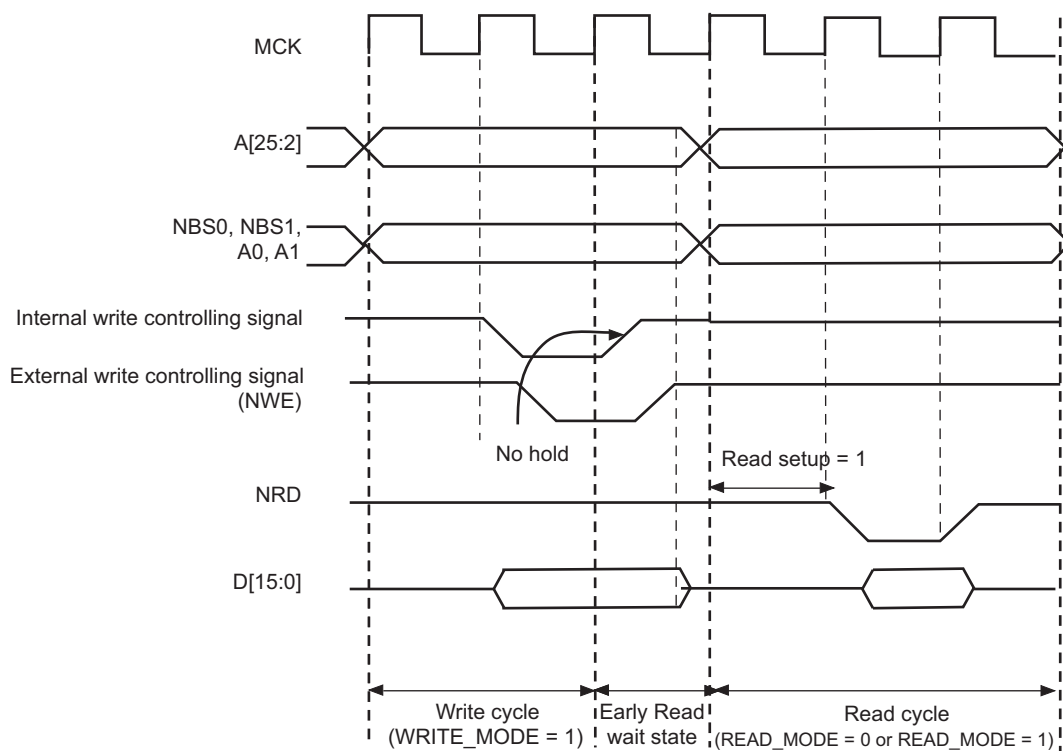 MCK
A[25:2]
NBS0, NBS1,
A0, A1
Internal write controlling signal
External write controlling signal
(NWE)
No hold
Read setup = 1
NRD
D[15:0]
Write cycle
(WRITE_MODE = 1)
Early Read
wait state
Read cycle
(READ_MODE = 0 or READ_MODE = 1)